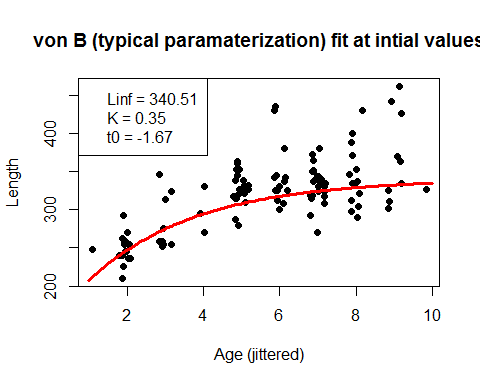 von B (typical paramaterization) fit at intial values
Linf = 340.51
K = 0.35
t0 = -1.67
Length
400
300
200
2 4 6 8 10
Age (jittered)